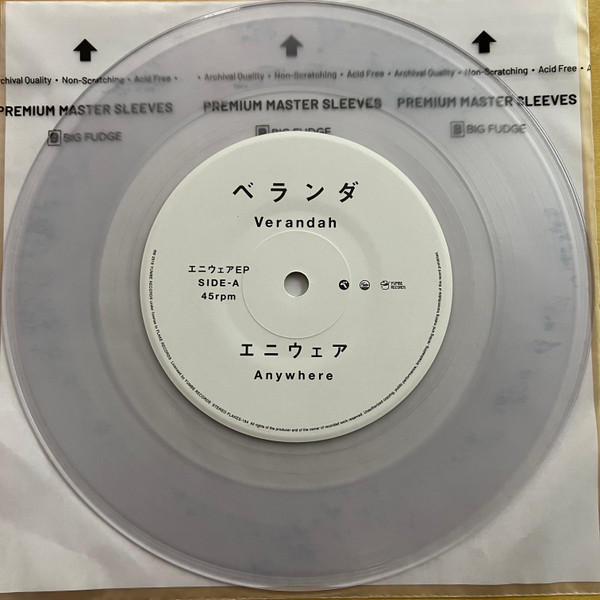 Archival Quality • Non-Scratching • Acid Free • Archival Quality • Non-Scratching • Acid Free • Archival Quality • Non-Scratching • Acid Free •
PREMIUM MASTER SLEEVES PREMIUM MASTER SLEEVES PREMIUM MASTER SLEEVES
BIG FUDGE BIG FUDGE BIG FUDGE
ベランダ
Verandah
エニウェアEP
SIDE-A
45rpm
YUMBE
RECORDS
エニウェア
Anywhere